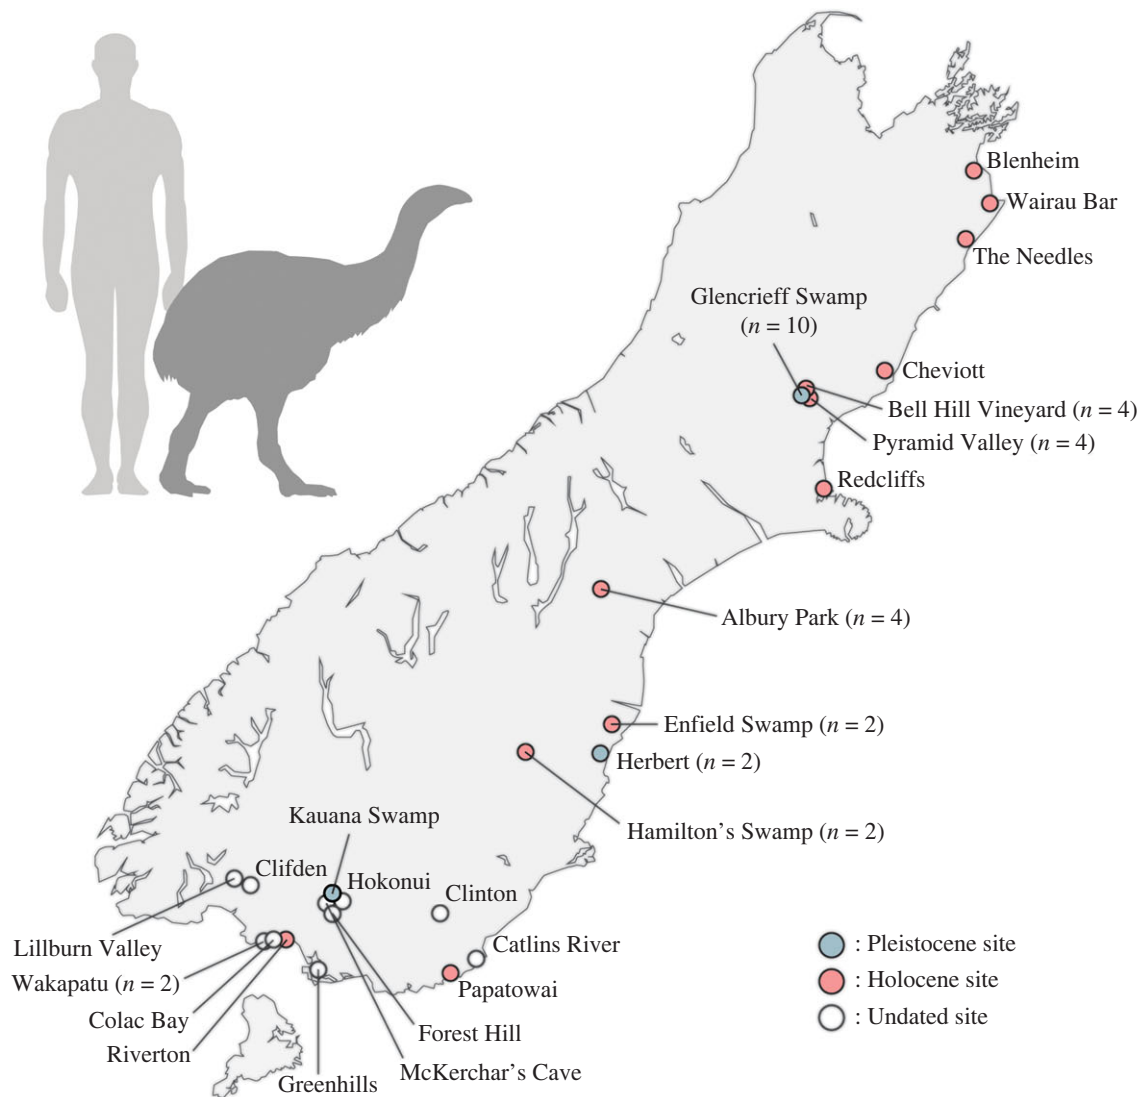 Blenheim
Wairau Bar
The Needles
Glencrieff Swamp
(n = 10)
Cheviott
Bell Hill Vineyard (n = 4)
Pyramid Valley (n = 4)
Redcliffs
Albury Park (n = 4)
Enfield Swamp (n = 2)
Herbert (n = 2)
Kauana Swamp
Hamilton’s Swamp (n = 2)
Clifden
Hokonui
Clinton
Lillburn Valley
Catlins River
: Pleistocene site
Wakapatu (n = 2)
: Holocene site
Papatowai
Colac Bay
: Undated site
Forest Hill
Riverton
McKerchar’s Cave
Greenhills